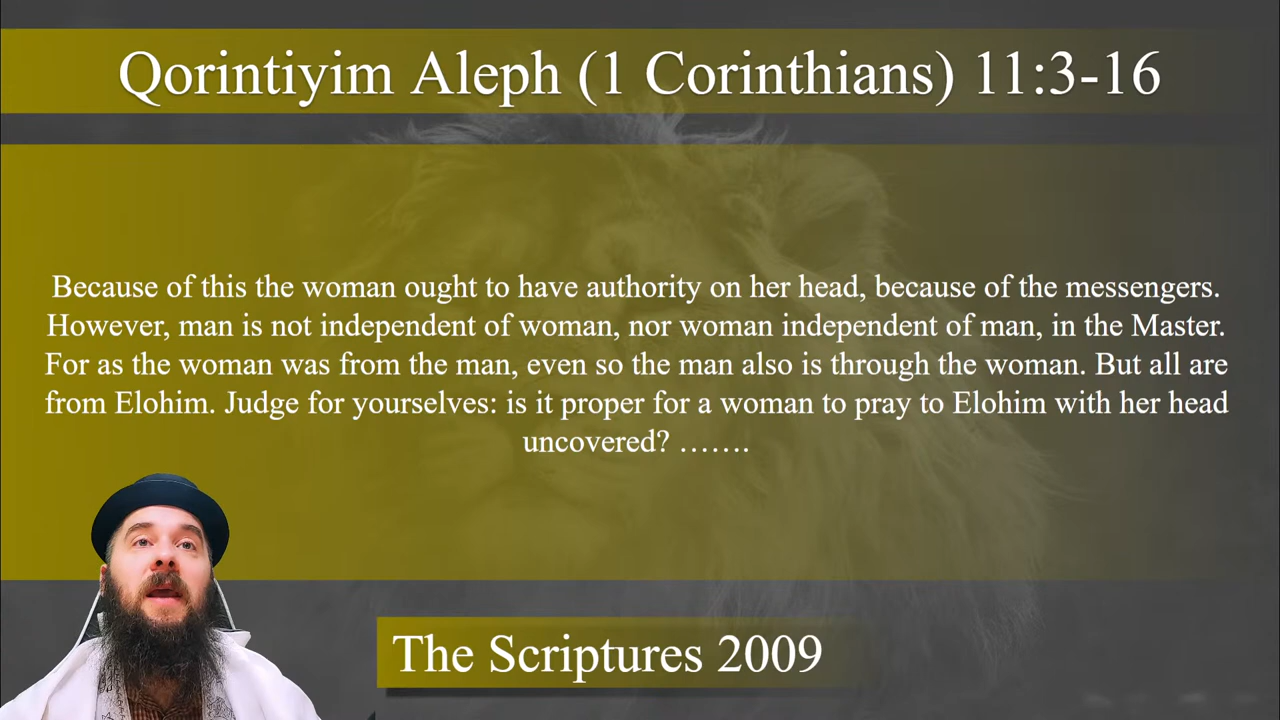 Qorintiyim Aleph (1 Corinthians) 11:3-16
Because of this the woman ought to have authority on her head, because of the messengers.
However, man is not independent of woman, nor woman independent of man, in the Master.
For as the woman was from the man, even so the man also is through the woman. But all are
from Elohim. Judge for yourselves: is it proper for a woman to pray to Elohim with her head
uncovered? …….
The Scriptures 2009